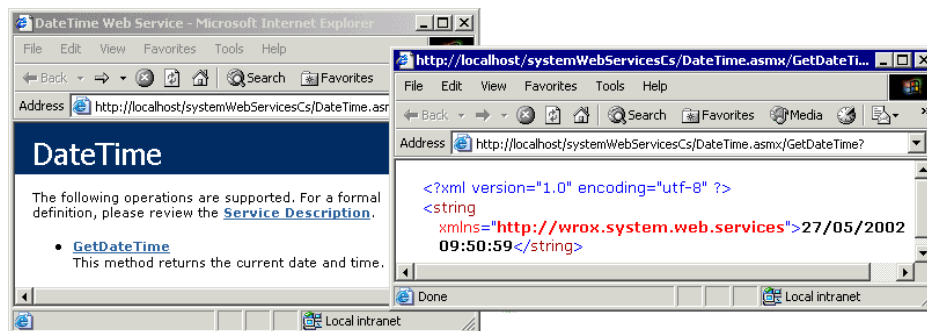 DateTime Web Service - Microsoft Internet Explorer
File Edit View Favorites Tools Help
Back Search Favorites
Address http://localhost/systemWebServicesCs/DateTime.asr
DateTime
The following operations are supported. For a formal
definition, please review the Service Description.
GetDateTime
This method returns the current date and time.
Local intranet
http://localhost/systemWebServicesCs/DateTime.asmx/GetDateTi...
File Edit View Favorites Tools Help
Back Search Favorites Media
Address http://localhost/systemWebServicesCs/DateTime.asmx/GetDateTime?
<?xml version="1.0" encoding="utf-8" ?>
<string
xmlns="http://wrox.system.web.services">27/05/2002
09:50:59</string>
Done Local intranet